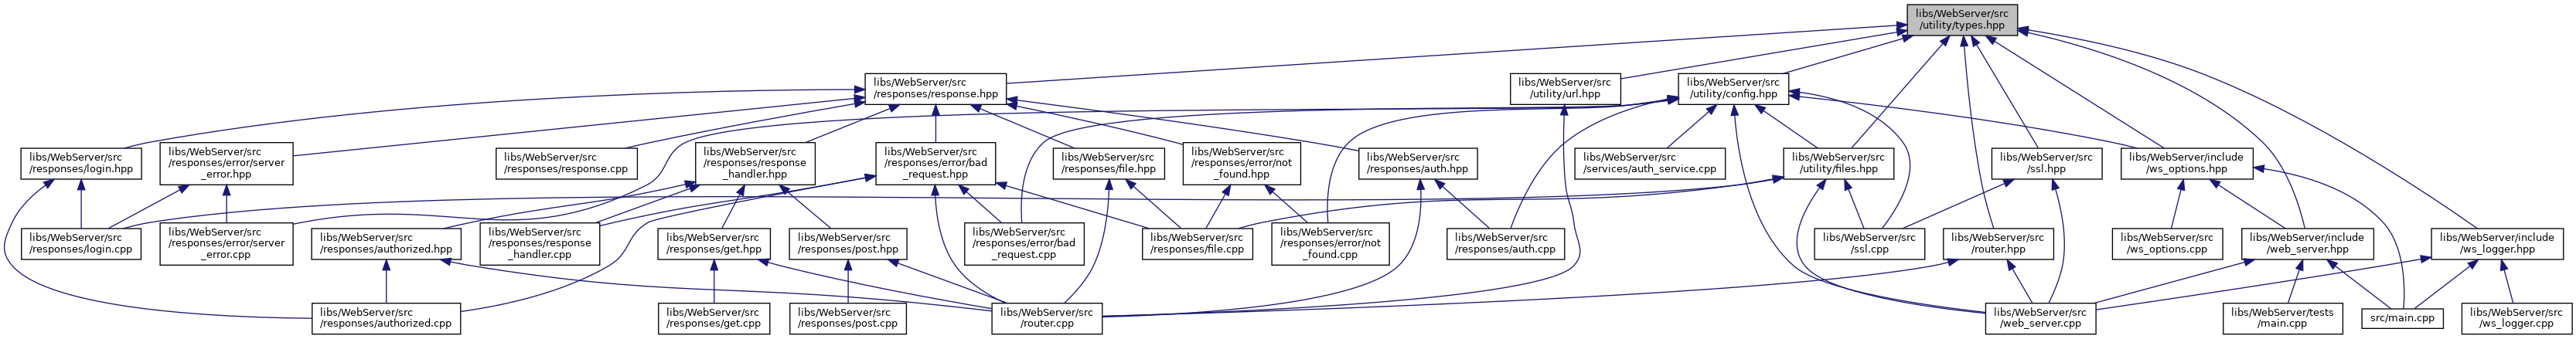 libs/WebServer/src
/utility/types.hpp
libs/WebServer/src
/responses/response.hpp
libs/WebServer/src
/utility/url.hpp
libs/WebServer/src
/utility/config.hpp
libs/WebServer/src
/responses/login.hpp
libs/WebServer/src
/responses/error/server
_error.hpp
libs/WebServer/src
/responses/response.cpp
libs/WebServer/src
/responses/response
_handler.hpp
libs/WebServer/src
/responses/error/bad
_request.hpp
libs/WebServer/src
/responses/file.hpp
libs/WebServer/src
/responses/error/not
_found.hpp
libs/WebServer/src
/responses/auth.hpp
libs/WebServer/src
/services/auth_service.cpp
libs/WebServer/src
/utility/files.hpp
libs/WebServer/src
/ssl.hpp
libs/WebServer/include
/ws_options.hpp
libs/WebServer/src
/responses/login.cpp
libs/WebServer/src
/responses/error/server
_error.cpp
libs/WebServer/src
/responses/authorized.hpp
libs/WebServer/src
/responses/response
_handler.cpp
libs/WebServer/src
/responses/get.hpp
libs/WebServer/src
/responses/post.hpp
libs/WebServer/src
/responses/error/bad
_request.cpp
libs/WebServer/src
/responses/file.cpp
libs/WebServer/src
/responses/error/not
_found.cpp
libs/WebServer/src
/responses/auth.cpp
libs/WebServer/src
/ssl.cpp
libs/WebServer/src
/router.hpp
libs/WebServer/src
/ws_options.cpp
libs/WebServer/include
/web_server.hpp
libs/WebServer/include
/ws_logger.hpp
libs/WebServer/src
/responses/authorized.cpp
libs/WebServer/src
/responses/get.cpp
libs/WebServer/src
/responses/post.cpp
libs/WebServer/src
/router.cpp
libs/WebServer/src
/web_server.cpp
libs/WebServer/tests
/main.cpp
src/main.cpp
libs/WebServer/src
/ws_logger.cpp